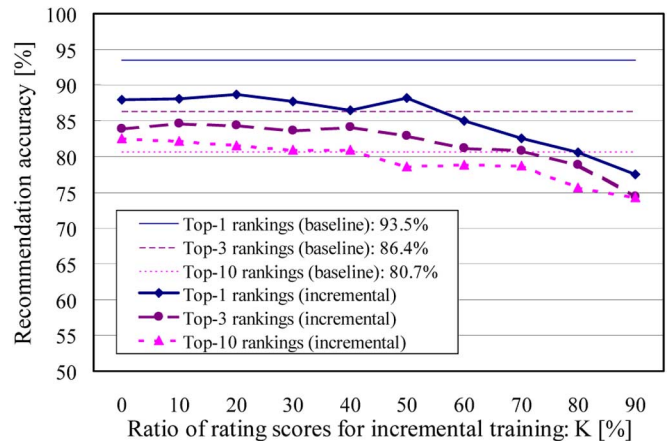 Recommendation accuracy [%]
100
95
90
85
80
75
70
65
60
55
50
Top-1 rankings (baseline): 93.5%
Top-3 rankings (baseline): 86.4%
Top-10 rankings (baseline): 80.7%
Top-1 rankings (incremental)
Top-3 rankings (incremental)
Top-10 rankings (incremental)
0 10 20 30 40 50 60 70 80 90
Ratio of rating scores for incremental training: K [%]